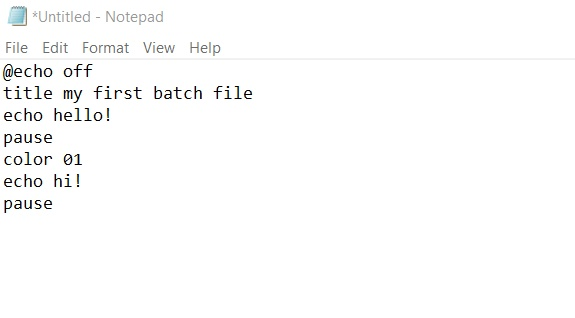 *Untitled - Notepad
File Edit Format View Help
@echo off
title my first batch file
echo hello!
pause
color 01
echo hi!
pause